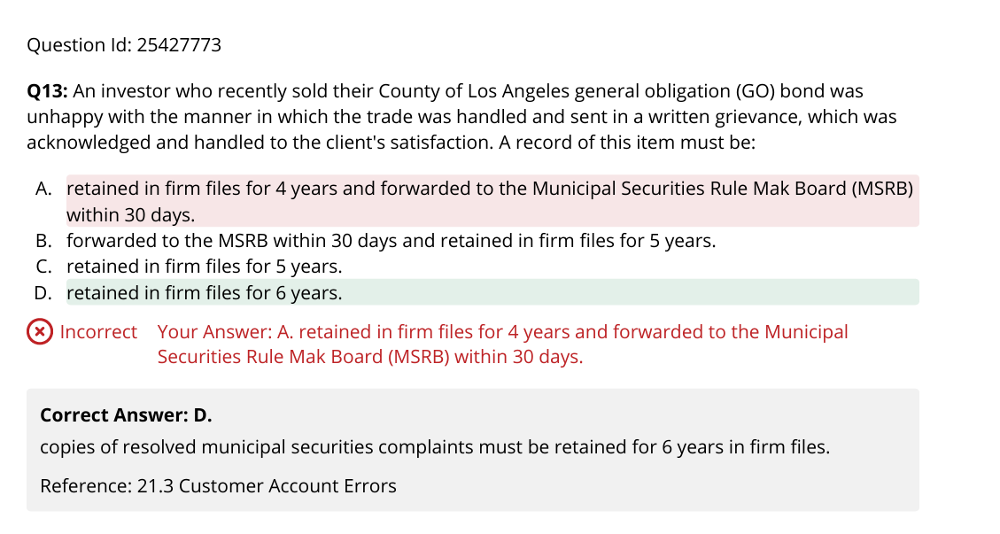 Question Id: 25427773
Q13: An investor who recently sold their County of Los Angeles general obligation (GO) bond was
unhappy with the manner in which the trade was handled and sent in a written grievance, which was
acknowledged and handled to the client's satisfaction. A record of this item must be:
A. retained in firm files for 4 years and forwarded to the Municipal Securities Rule Mak Board (MSRB)
within 30 days.
B. forwarded to the MSRB within 30 days and retained in firm files for 5 years.
C. retained in firm files for 5 years.
D. retained in firm files for 6 years.
Incorrect Your Answer: A. retained in firm files for 4 years and forwarded to the Municipal
Securities Rule Mak Board (MSRB) within 30 days.
Correct Answer: D.
copies of resolved municipal securities complaints must be retained for 6 years in firm files.
Reference: 21.3 Customer Account Errors